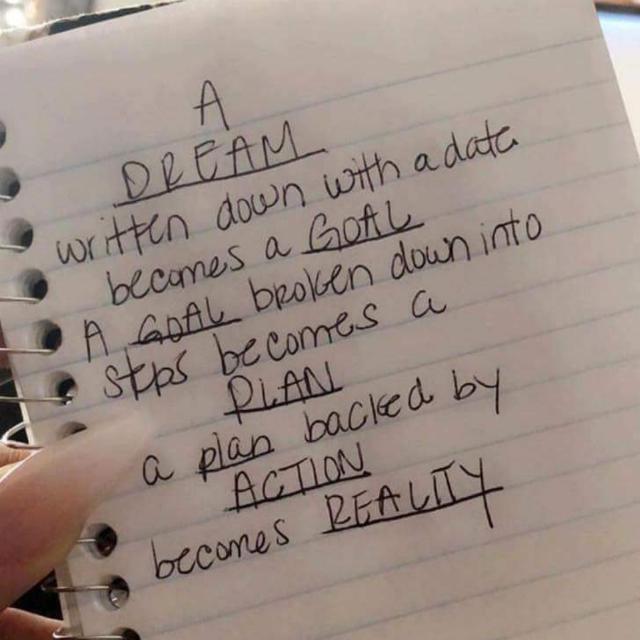 A
DREAM
written down with a date
becomes a GOAL
A GOAL broken down into
steps becomes a
PLAN
a plan backed by
ACTION
becomes REALITY